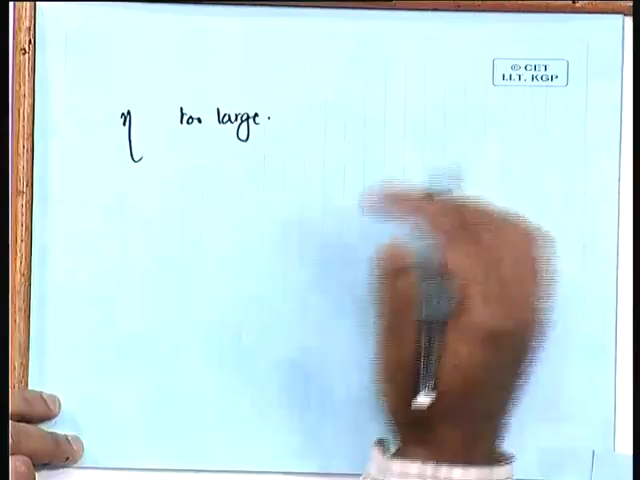 © CET
I.I.T. KGP
η too large.